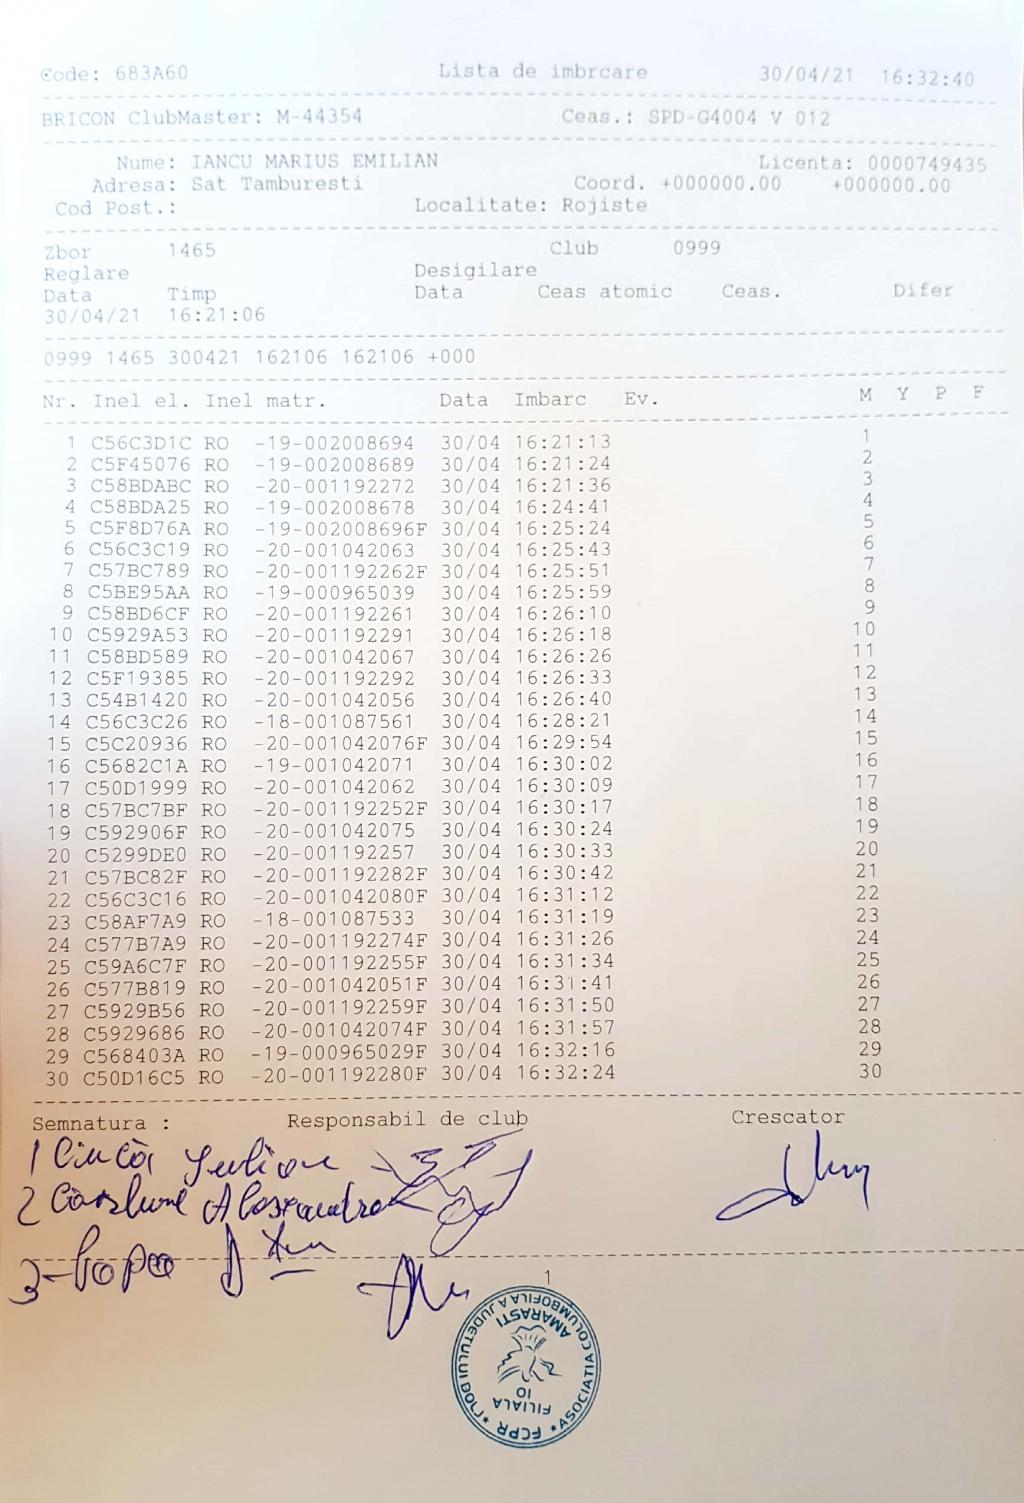 Code: 683A60 Lista de imbrcare 30/04/21 16:32:40
BRICON ClubMaster: M-44354 Ceas.: SPD-G4004 V 012
Nume: IANCU MARIUS EMILIAN Licenta: 0000749435
Adresa: Sat Tamburesti Coord. +000000.00 +000000.00
Cod Post.: Localitate: Rojiste
Zbor 1465 Club 0999
Reglare Desigilare
Data Timp Data Ceas atomic Ceas. Difer
30/04/21 16:21:06
0999 1465 300421 162106 162106 +000
Nr. Inel el. Inel matr. Data Imbarc Ev. M Y P F
1 C56C3D1C RO -19-002008694 30/04 16:21:13 1
2 C5F45076 RO -19-002008689 30/04 16:21:24 2
3 C58BDABC RO -20-001192272 30/04 16:21:36 3
4 C58BDA25 RO -19-002008678 30/04 16:24:41 4
5 C5F8D76A RO -19-002008696F 30/04 16:25:24 5
6 C56C3C19 RO -20-001042063 30/04 16:25:43 6
7 C57BC789 RO -20-001192262F 30/04 16:25:51 7
8 C5BE95AA RO -19-000965039 30/04 16:25:59 8
9 C58BD6CF RO -20-001192261 30/04 16:26:10 9
10 C5929A53 RO -20-001192291 30/04 16:26:18 10
11 C58BD589 RO -20-001042067 30/04 16:26:26 11
12 C5F19385 RO -20-001192292 30/04 16:26:33 12
13 C54B1420 RO -20-001042056 30/04 16:26:40 13
14 C56C3C26 RO -18-001087561 30/04 16:28:21 14
15 C5C20936 RO -20-001042076F 30/04 16:29:54 15
16 C5682C1A RO -19-001042071 30/04 16:30:02 16
17 C50D1999 RO -20-001042062 30/04 16:30:09 17
18 C57BC7BF RO -20-001192252F 30/04 16:30:17 18
19 C592906F RO -20-001042075 30/04 16:30:24 19
20 C5299DE0 RO -20-001192257 30/04 16:30:33 20
21 C57BC82F RO -20-001192282F 30/04 16:30:42 21
22 C56C3C16 RO -20-001042080F 30/04 16:31:12 22
23 C58AF7A9 RO -18-001087533 30/04 16:31:19 23
24 C577B7A9 RO -20-001192274F 30/04 16:31:26 24
25 C59A6C7F RO -20-001192255F 30/04 16:31:34 25
26 C577B819 RO -20-001042051F 30/04 16:31:41 26
27 C5929B56 RO -20-001192259F 30/04 16:31:50 27
28 C5929686 RO -20-001042074F 30/04 16:31:57 28
29 C568403A RO -19-000965029F 30/04 16:32:16 29
30 C50D16C5 RO -20-001192280F 30/04 16:32:24 30
Semnatura : Responsabil de club Crescator
1
2
3-Popa
1
ASOCIATIA COLUMBOFILA A JUDETULUI DOLJ
AMARASTI
FILIALA
10
FCPR